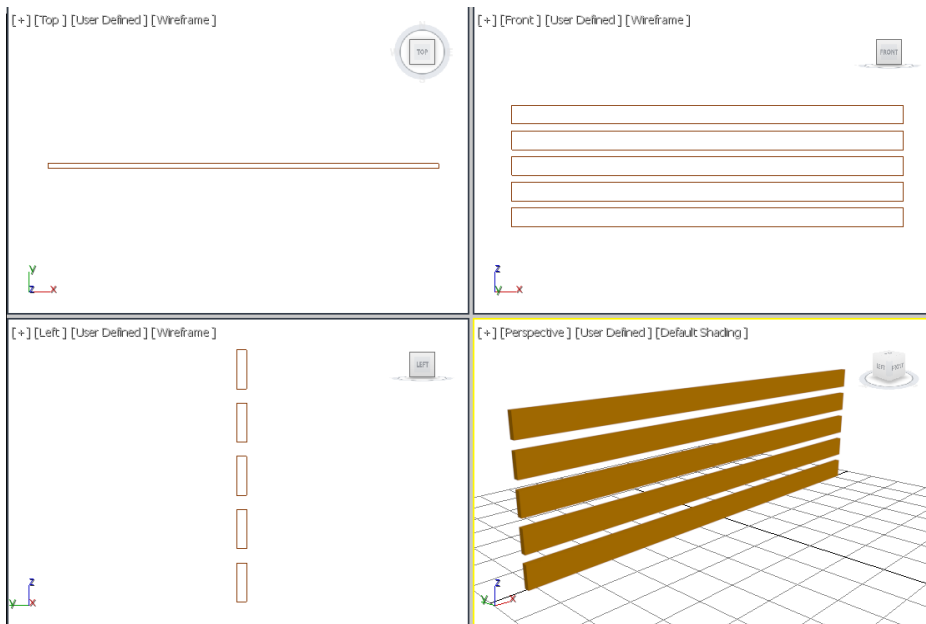 [+] [Top] [User Defined] [Wireframe]
TOP
y
z x
[+] [Front] [User Defined] [Wireframe]
FRONT
z
y x
[+] [Left] [User Defined] [Wireframe]
LEFT
z
y x
[+] [Perspective] [User Defined] [Default Shading]
FRONT
z
y x